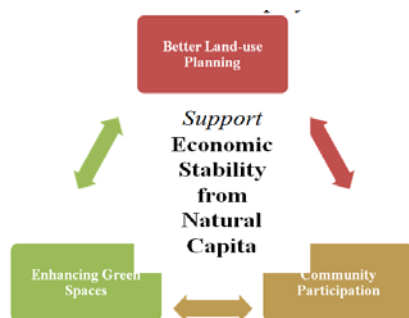 Better Land-use
Planning
Support
Economic
Stability
from
Natural
Capita
Enhancing Green
Spaces
Community
Participation